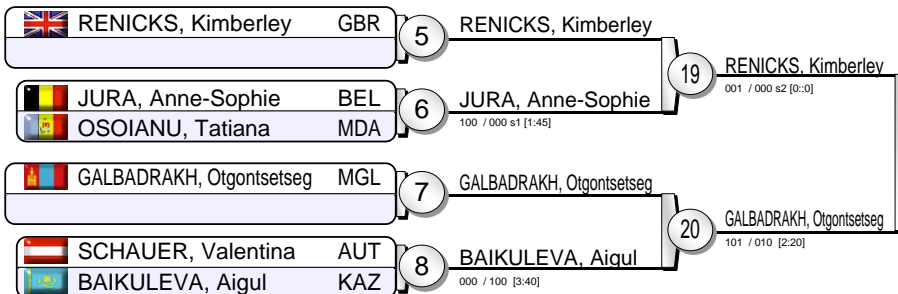 RENICKS, Kimberley GBR
5
RENICKS, Kimberley
JURA, Anne-Sophie BEL
OSOIANU, Tatiana MDA
6
JURA, Anne-Sophie
100 / 000 s1 [1:45]
19
RENICKS, Kimberley
001 / 000 s2 [0::0]
GALBADRAKH, Otgontsetseg MGL
7
GALBADRAKH, Otgontsetseg
SCHAUER, Valentina AUT
BAIKULEVA, Aigul KAZ
8
BAIKULEVA, Aigul
000 / 100 [3:40]
20
GALBADRAKH, Otgontsetseg
101 / 010 [2:20]